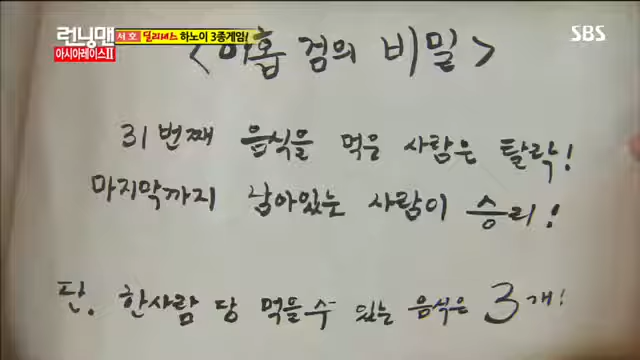 런닝맨 서호 딜리셔스 하노이 3종게임! SBS
아시아레이스II
<아홉 검의 비밀>
31번째 음식을 먹은 사람은 탈락!
마지막까지 남아있는 사람이 승리!
단, 한사람 당 먹을수 있는 음식은 3개!